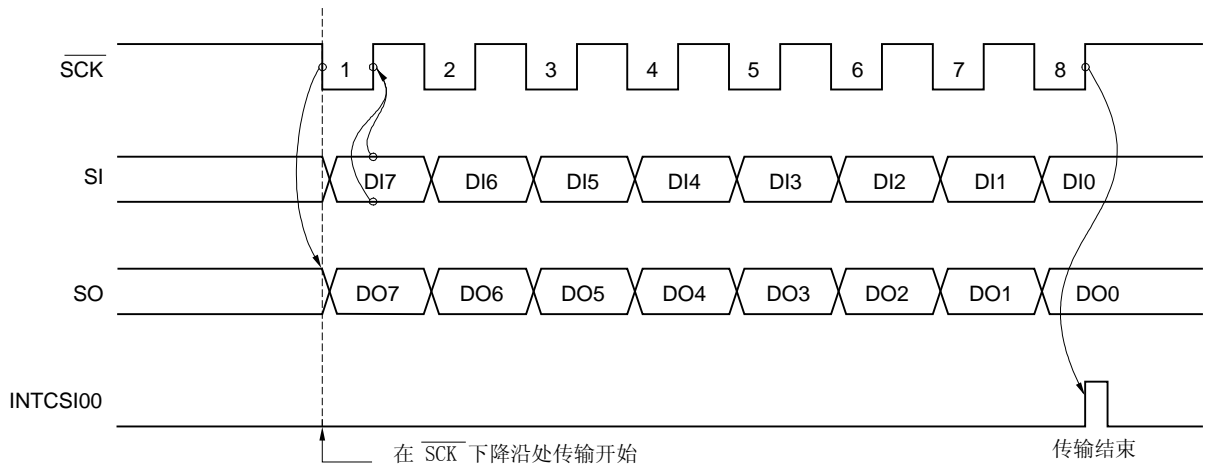 SCK 1 2 3 4 5 6 7 8
SI DI7 DI6 DI5 DI4 DI3 DI2 DI1 DI0
SO DO7 DO6 DO5 DO4 DO3 DO2 DO1 DO0
INTCSI00
在 SCK 下降沿处传输开始
传输结束